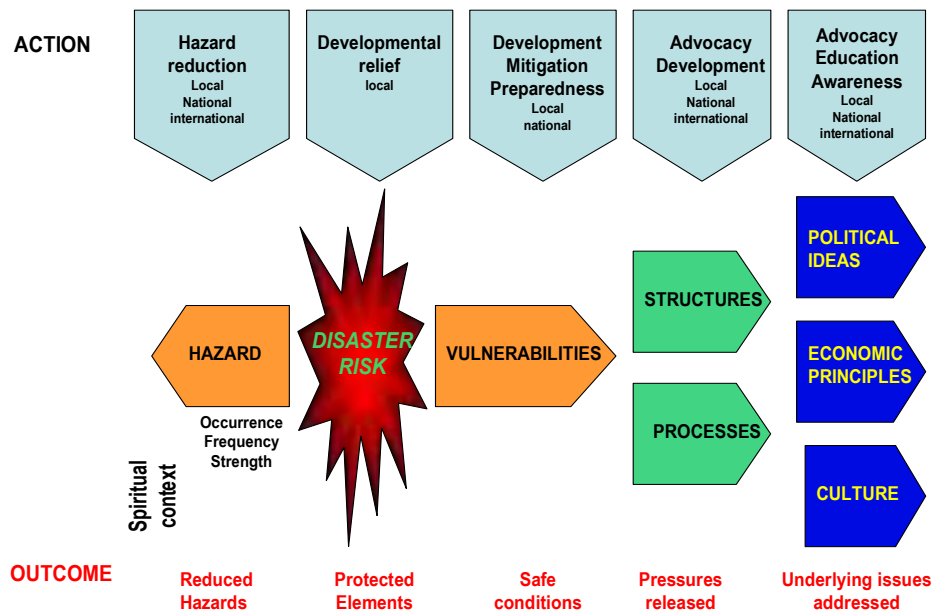 ACTION
Hazard
reduction
Local
National
international
Developmental
relief
local
Development
Mitigation
Preparedness
Local
national
Advocacy
Development
Local
National
international
Advocacy
Education
Awareness
Local
National
international
HAZARD
Occurrence
Frequency
Strength
DISASTER
RISK
VULNERABILITIES
STRUCTURES
PROCESSES
POLITICAL
IDEAS
ECONOMIC
PRINCIPLES
CULTURE
Spiritual
context
OUTCOME
Reduced
Hazards
Protected
Elements
Safe
conditions
Pressures
released
Underlying issues
addressed